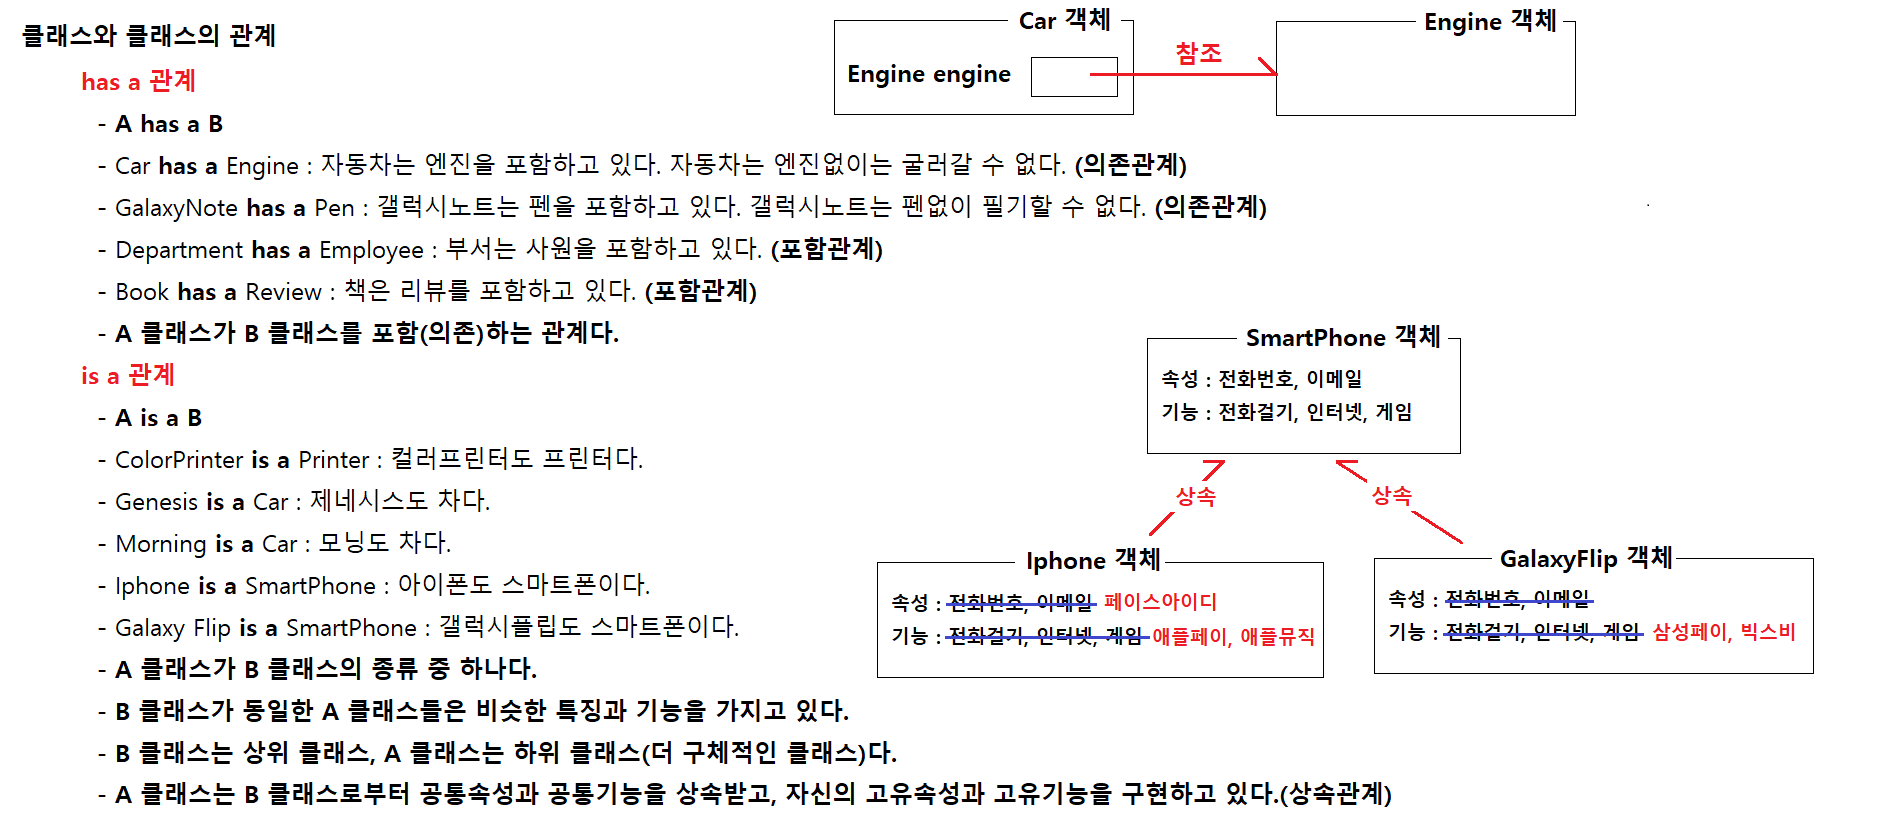 클래스와 클래스의 관계
has a 관계
- A has a B
- Car has a Engine : 자동차는 엔진을 포함하고 있다. 자동차는 엔진없이는 굴러갈 수 없다. (의존관계)
- GalaxyNote has a Pen : 갤럭시노트는 펜을 포함하고 있다. 갤럭시노트는 펜없이 필기할 수 없다. (의존관계)
- Department has a Employee : 부서는 사원을 포함하고 있다. (포함관계)
- Book has a Review : 책은 리뷰를 포함하고 있다. (포함관계)
- A 클래스가 B 클래스를 포함(의존)하는 관계다.
is a 관계
- A is a B
- ColorPrinter is a Printer : 컬러프린터도 프린터다.
- Genesis is a Car : 제네시스도 차다.
- Morning is a Car : 모닝도 차다.
- Iphone is a SmartPhone : 아이폰도 스마트폰이다.
- Galaxy Flip is a SmartPhone : 갤럭시플립도 스마트폰이다.
- A 클래스가 B 클래스의 종류 중 하나다.
- B 클래스가 동일한 A 클래스들은 비슷한 특징과 기능을 가지고 있다.
- B 클래스는 상위 클래스, A 클래스는 하위 클래스(더 구체적인 클래스)다.
- A 클래스는 B 클래스로부터 공통속성과 공통기능을 상속받고, 자신의 고유속성과 고유기능을 구현하고 있다.(상속관계)
Car 객체
Engine engine
참조
Engine 객체
SmartPhone 객체
속성 : 전화번호, 이메일
기능 : 전화걸기, 인터넷, 게임
상속
상속
Iphone 객체
속성 : 전화번호, 이메일 페이스아이디
기능 : 전화걸기, 인터넷, 게임 애플페이, 애플뮤직
GalaxyFlip 객체
속성 : 전화번호, 이메일
기능 : 전화걸기, 인터넷, 게임 삼성페이, 빅스비